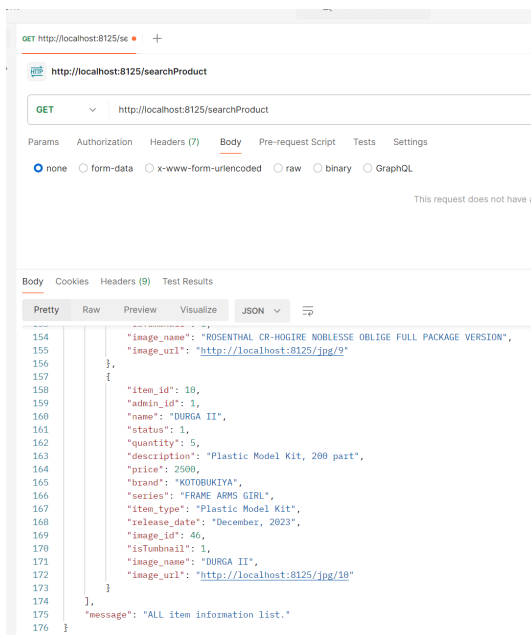 GET http://localhost:8125/se
HTTP http://localhost:8125/searchProduct
GET http://localhost:8125/searchProduct
Params Authorization Headers (7) Body Pre-request Script Tests Settings
none form-data x-www-form-urlencoded raw binary GraphQL
This request does not have
Body Cookies Headers (9) Test Results
Pretty Raw Preview Visualize JSON
154 "image_name": "ROSENTHAL CR-HOGIRE NOBLESSE OBLIGE FULL PACKAGE VERSION",
155 "image_url": "http://localhost:8125/jpg/9"
156 },
157 {
158 "item_id": 10,
159 "admin_id": 1,
160 "name": "DURGA II",
161 "status": 1,
162 "quantity": 5,
163 "description": "Plastic Model Kit, 200 part",
164 "price": 2500,
165 "brand": "KOTOBUKIYA",
166 "series": "FRAME ARMS GIRL",
167 "item_type": "Plastic Model Kit",
168 "release_date": "December, 2023",
169 "image_id": 46,
170 "isTumbnail": 1,
171 "image_name": "DURGA II",
172 "image_url": "http://localhost:8125/jpg/10"
173 }
174 ],
175 "message": "ALL item information list."
176 }